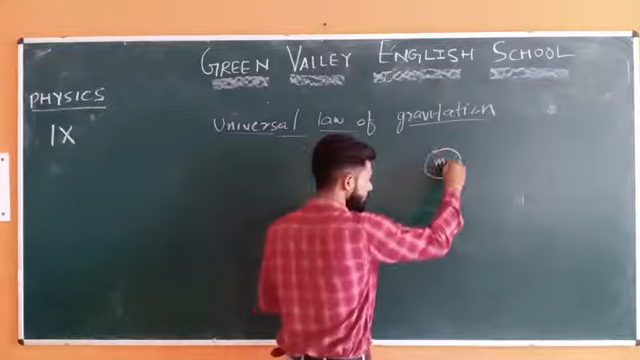 GREEN VALLEY ENGLISH SCHOOL
PHYSICS
IX
Universal law of gravitation
m